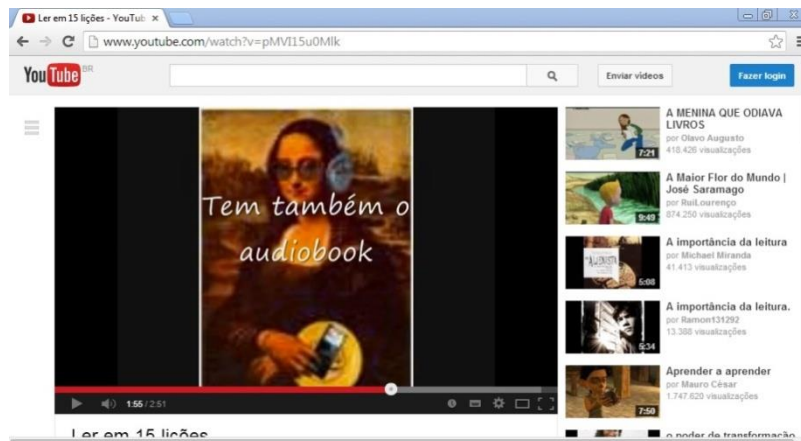 Ler em 15 lições - YouTub
www.youtube.com/watch?v=pMVI15u0Mlk
YouTube BR
Enviar vídeos
Fazer login
Tem também o
audiobook
1:55 / 2:51
Ler em 15 lições
A MENINA QUE ODIAVA
LIVROS
por Olavo Augusto
418.426 visualizações
7:21
A Maior Flor do Mundo |
José Saramago
por RuiLourenço
874.250 visualizações
9:49
A importância da leitura
por Michael Miranda
41.413 visualizações
5:08
A importância da leitura.
por Ramon131292
13.388 visualizações
5:34
Aprender a aprender
por Mauro César
1.747.620 visualizações
7:50
o poder de transformação